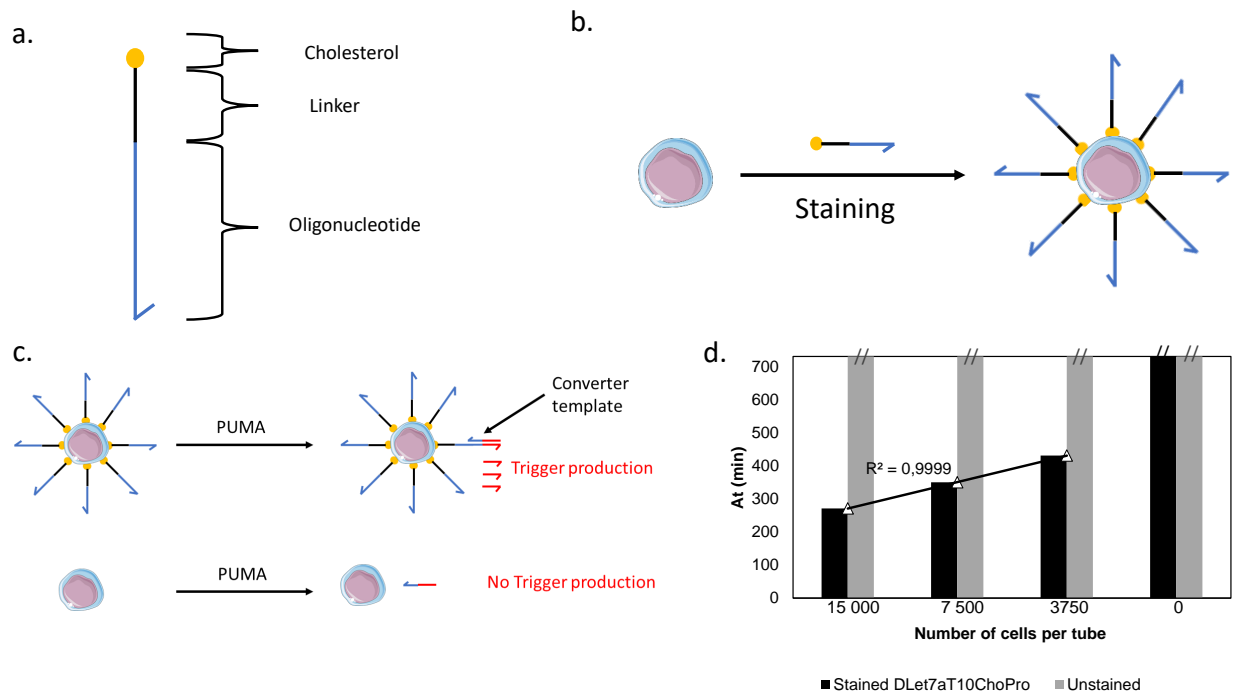 a.
Cholesterol
Linker
Oligonucleotide
b.
Staining
c.
PUMA
Converter
template
Trigger production
PUMA
No Trigger production
d.
700
600
500
400
300
200
100
0
At (min)
R² = 0,9999
15 000
7 500
3750
0
Number of cells per tube
Stained DLet7aT10ChoPro
Unstained